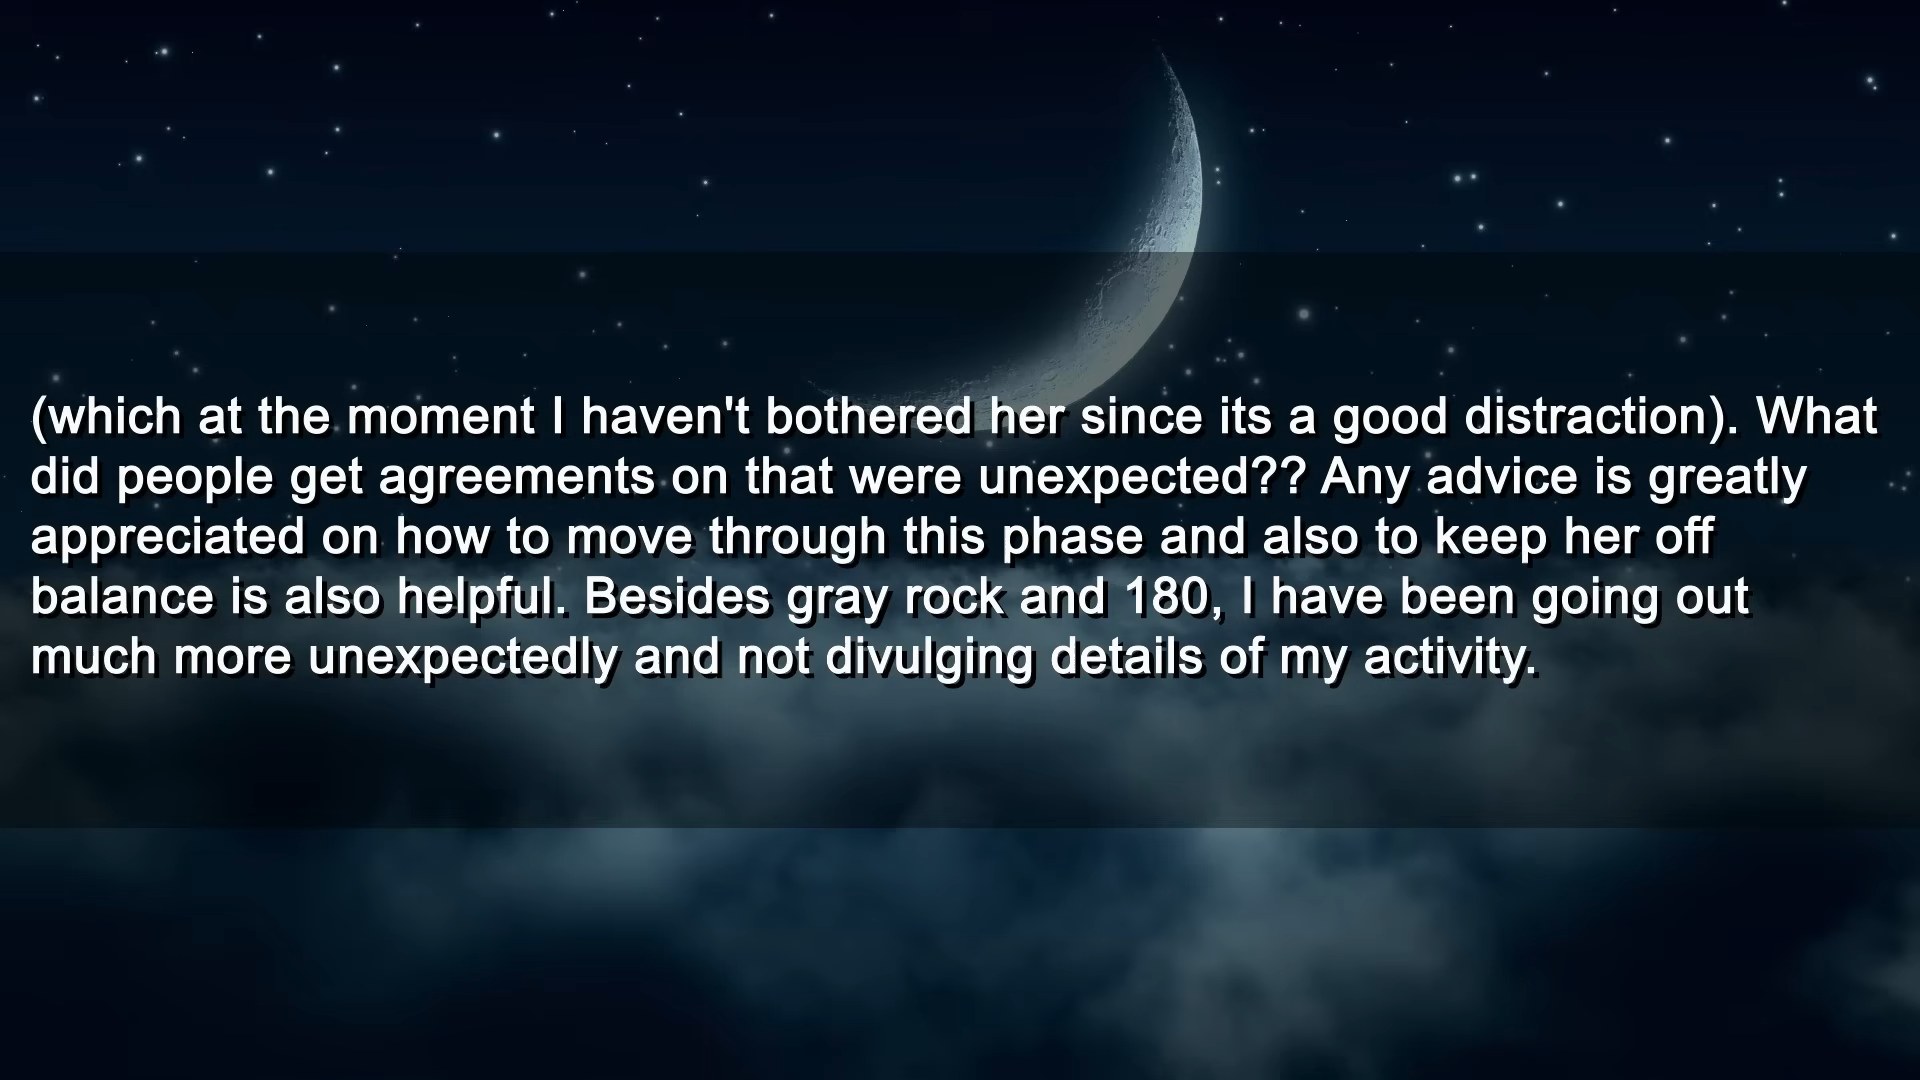 (which at the moment I haven't bothered her since its a good distraction). What
did people get agreements on that were unexpected?? Any advice is greatly
appreciated on how to move through this phase and also to keep her off
balance is also helpful. Besides gray rock and 180, I have been going out
much more unexpectedly and not divulging details of my activity.